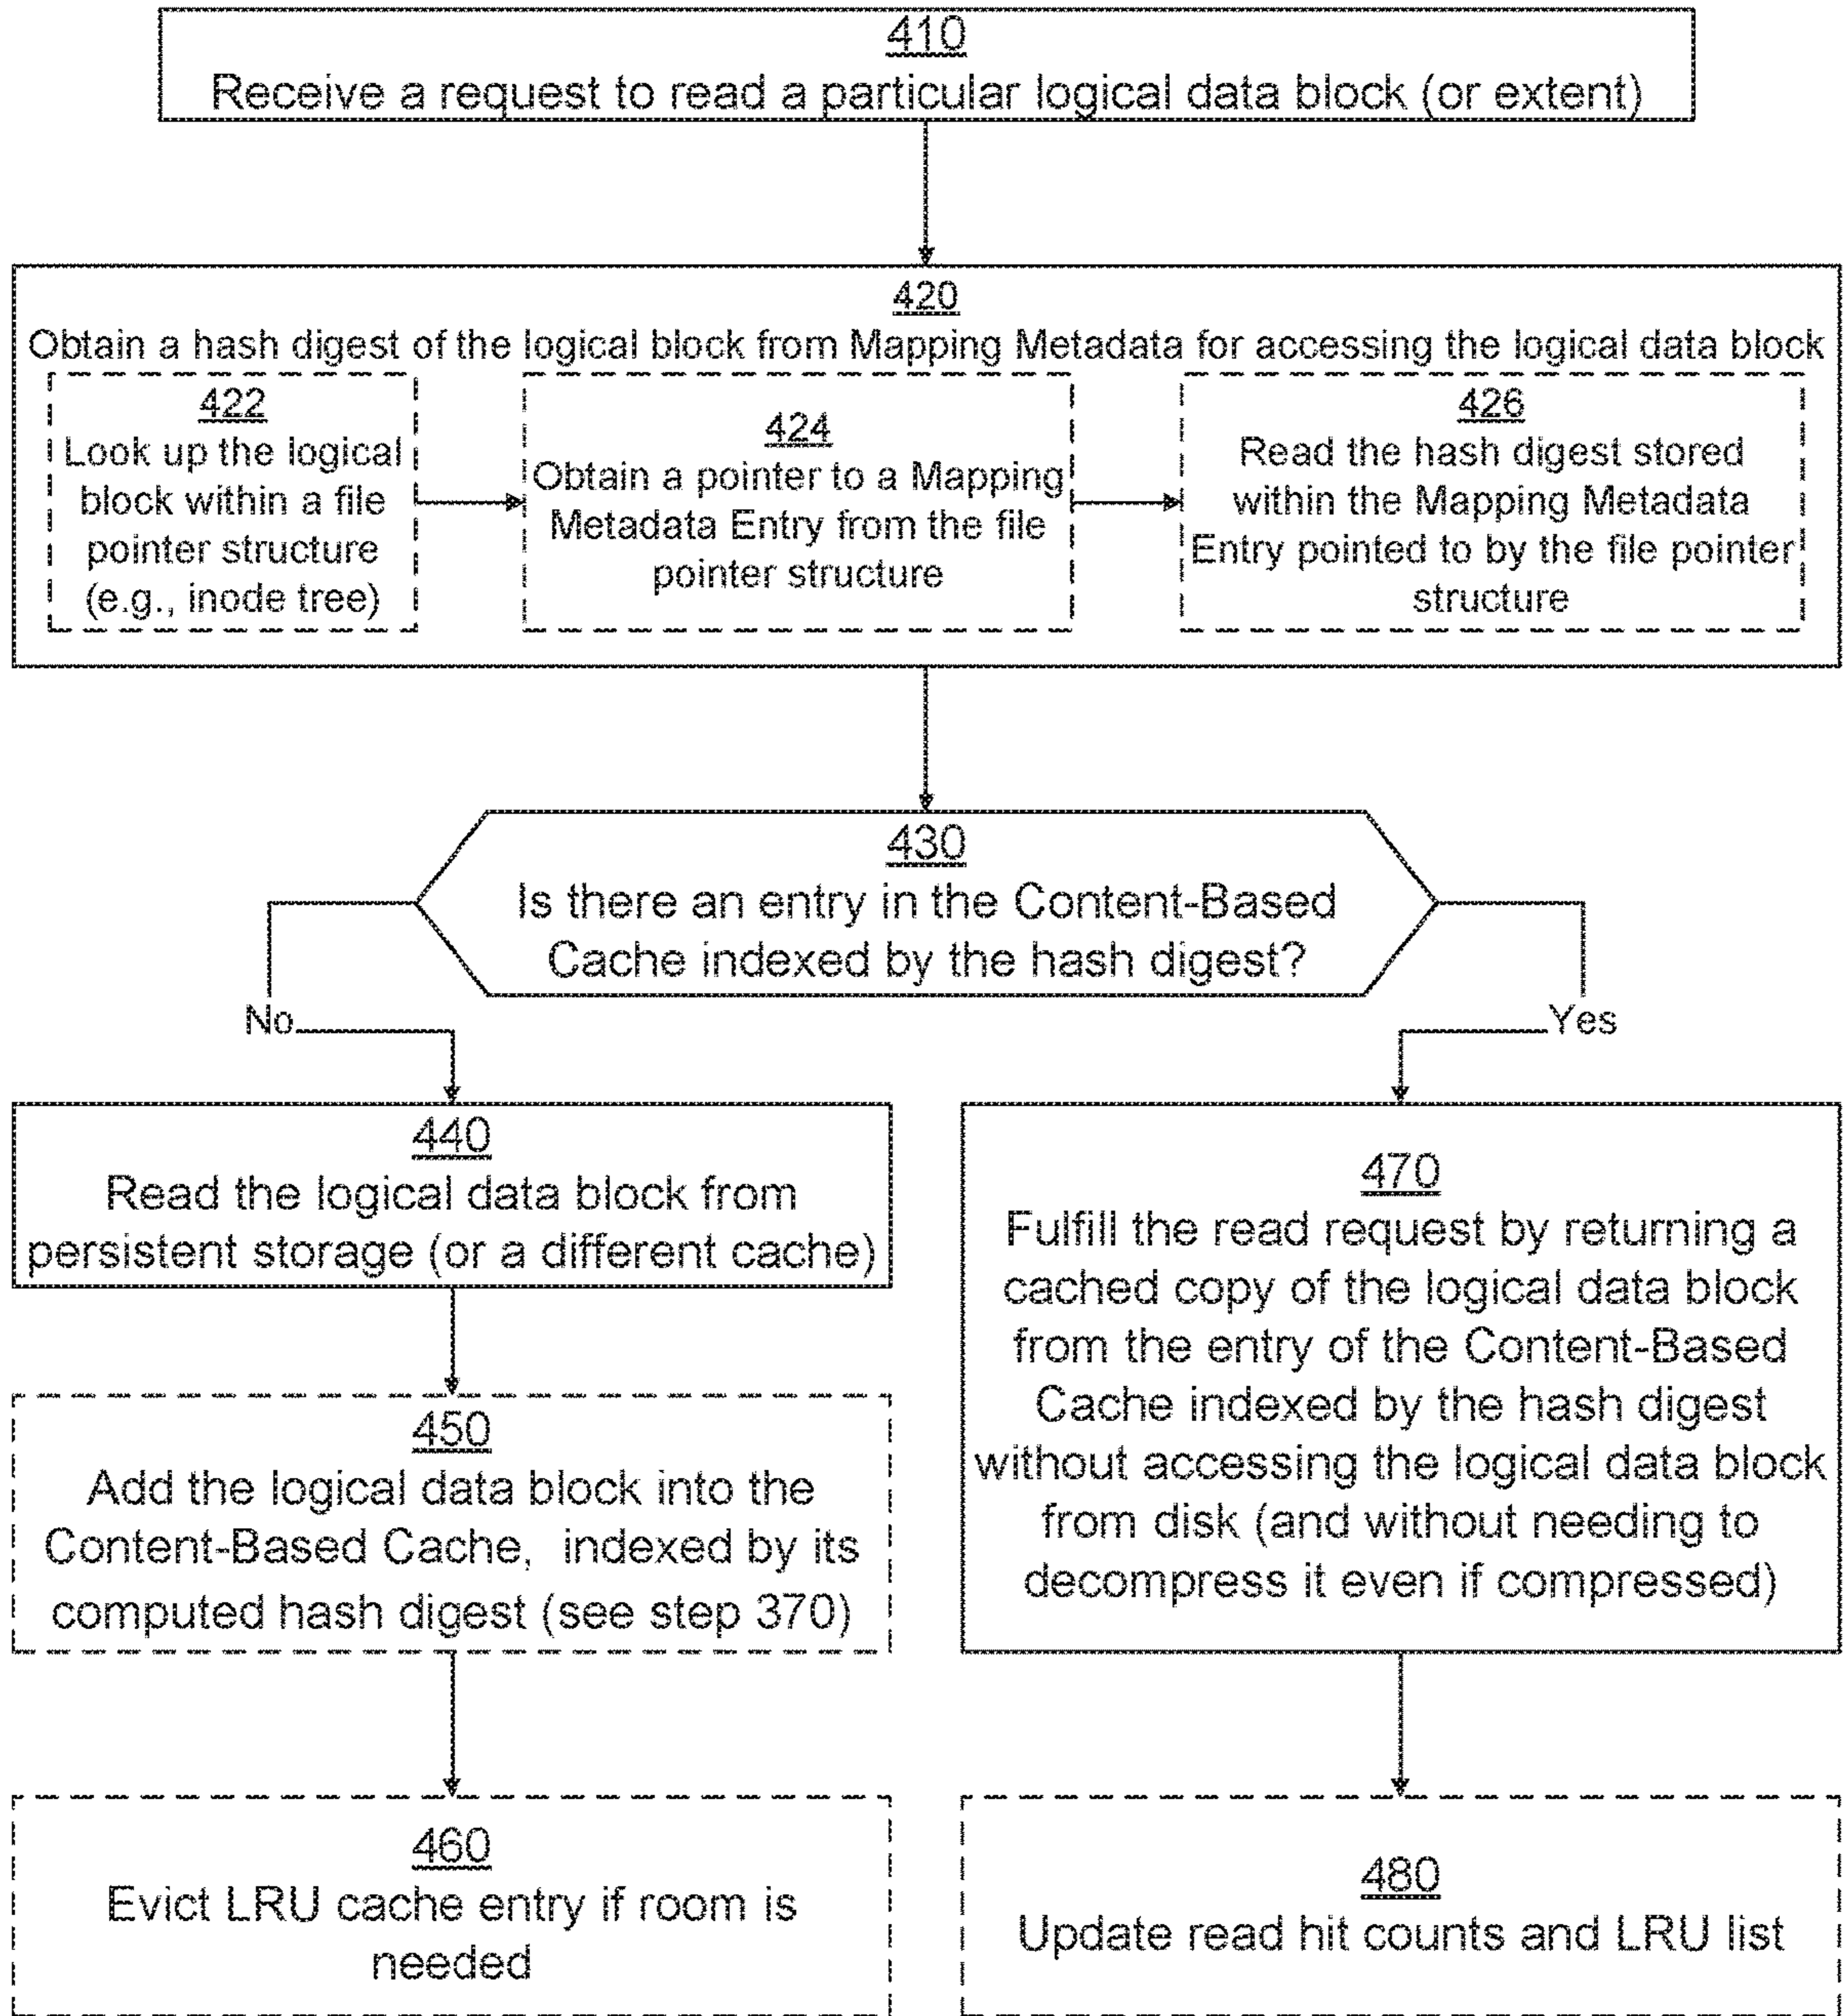 410
Receive a request to read a particular logical data block (or extent)
420
Obtain a hash digest of the logical block from Mapping Metadata for accessing the logical data block
422
Look up the logical
block within a file
pointer structure
(e.g., inode tree)
424
Obtain a pointer to a Mapping
Metadata Entry from the file
pointer structure
426
Read the hash digest stored
within the Mapping Metadata
Entry pointed to by the file pointer
structure
430
Is there an entry in the Content-Based
Cache indexed by the hash digest?
No
Yes
440
Read the logical data block from
persistent storage (or a different cache)
450
Add the logical data block into the
Content-Based Cache, indexed by its
computed hash digest (see step 370)
460
Evict LRU cache entry if room is
needed
470
Fulfill the read request by returning a
cached copy of the logical data block
from the entry of the Content-Based
Cache indexed by the hash digest
without accessing the logical data block
from disk (and without needing to
decompress it even if compressed)
480
Update read hit counts and LRU list